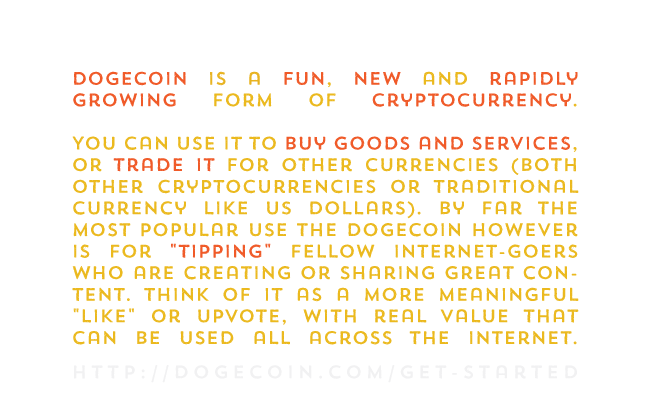 DOGECOIN IS A FUN, NEW AND RAPIDLY
GROWING FORM OF CRYPTOCURRENCY.
YOU CAN USE IT TO BUY GOODS AND SERVICES,
OR TRADE IT FOR OTHER CURRENCIES (BOTH
OTHER CRYPTOCURRENCIES OR TRADITIONAL
CURRENCY LIKE US DOLLARS). BY FAR THE
MOST POPULAR USE THE DOGECOIN HOWEVER
IS FOR "TIPPING" FELLOW INTERNET-GOERS
WHO ARE CREATING OR SHARING GREAT CON-
TENT. THINK OF IT AS A MORE MEANINGFUL
"LIKE" OR UPVOTE, WITH REAL VALUE THAT
CAN BE USED ALL ACROSS THE INTERNET.
HTTP://DOGECOIN.COM/GET-STARTED